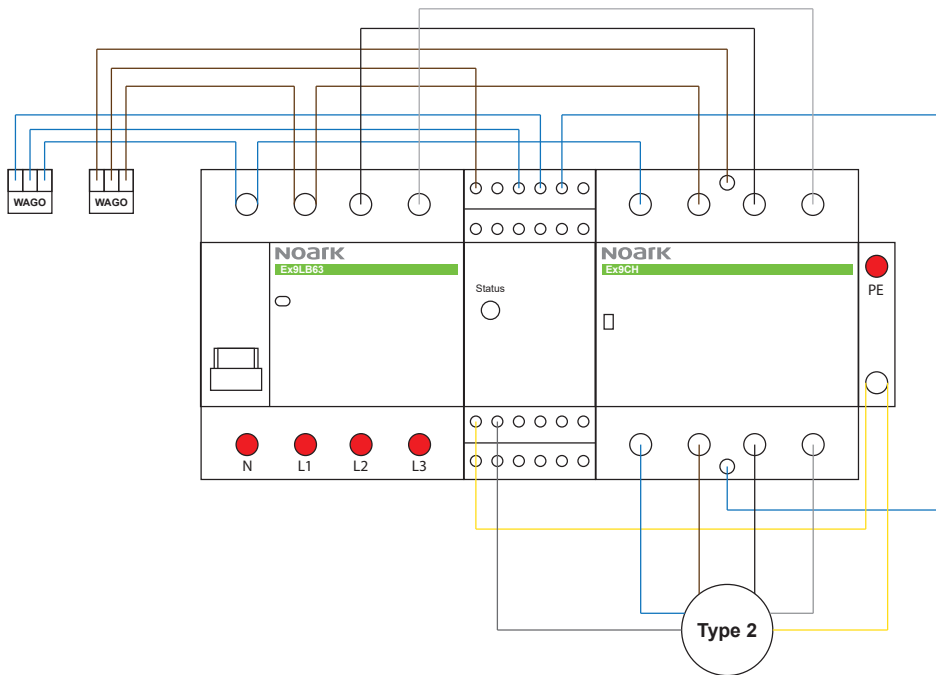 WAGO
WAGO
NOARK
Ex9LB63
NOARK
Ex9CH
Status
PE
N
L1
L2
L3
Type 2